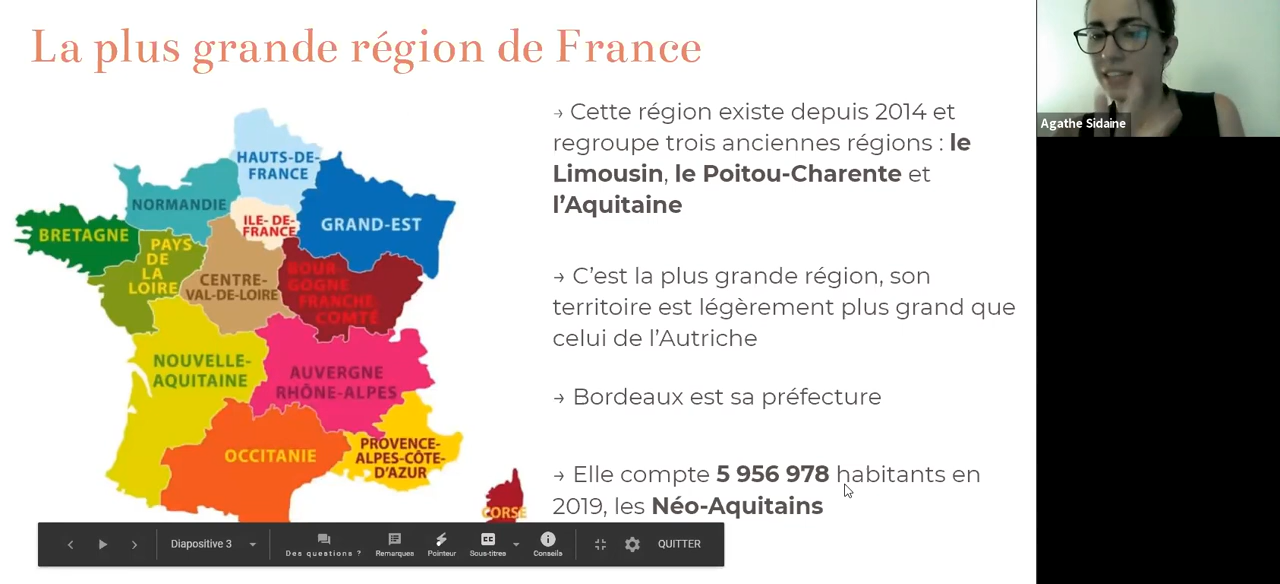 La plus grande région de France
HAUTS-DE-
FRANCE
NORMANDIE
ILE- DE-
FRANCE
GRAND-EST
BRETAGNE
PAYS
DE
LA
LOIRE
CENTRE-
VAL-DE-LOIRE
BOUR-
GOGNE
FRANCHE
COMTÉ
NOUVELLE-
AQUITAINE
AUVERGNE
RHÔNE-ALPES
OCCITANIE
PROVENCE-
ALPES-CÔTE-
D'AZUR
CORSE
→ Cette région existe depuis 2014 et
regroupe trois anciennes régions : le
Limousin, le Poitou-Charente et
l'Aquitaine
→ C'est la plus grande région, son
territoire est légèrement plus grand que
celui de l'Autriche
→ Bordeaux est sa préfecture
→ Elle compte 5 956 978 habitants en
2019, les Néo-Aquitains
Agathe Sidaine
Diapositive 3
Des questions ?
Remarques
Pointeur
CC
Sous-titres
Conseils
QUITTER